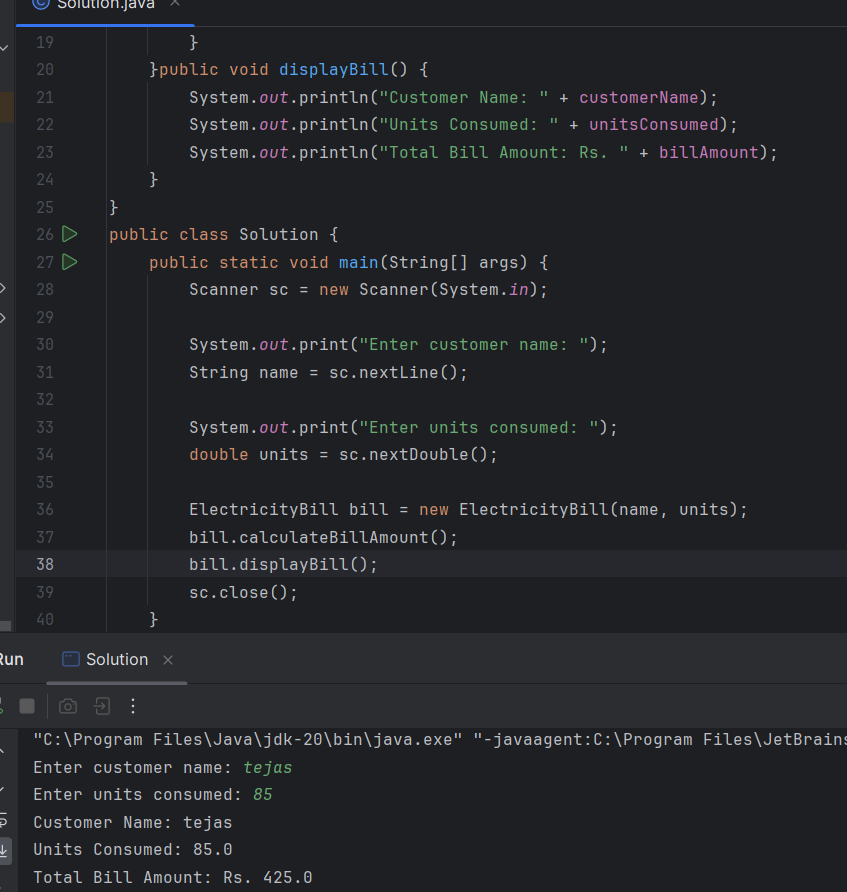 Solution.java
19 }
20 }public void displayBill() {
21 System.out.println("Customer Name: " + customerName);
22 System.out.println("Units Consumed: " + unitsConsumed);
23 System.out.println("Total Bill Amount: Rs. " + billAmount);
24 }
25 }
26 public class Solution {
27 public static void main(String[] args) {
28 Scanner sc = new Scanner(System.in);
29
30 System.out.print("Enter customer name: ");
31 String name = sc.nextLine();
32
33 System.out.print("Enter units consumed: ");
34 double units = sc.nextDouble();
35
36 ElectricityBill bill = new ElectricityBill(name, units);
37 bill.calculateBillAmount();
38 bill.displayBill();
39 sc.close();
40 }
Run Solution
"C:\Program Files\Java\jdk-20\bin\java.exe" "-javaagent:C:\Program Files\JetBrains
Enter customer name: tejas
Enter units consumed: 85
Customer Name: tejas
Units Consumed: 85.0
Total Bill Amount: Rs. 425.0